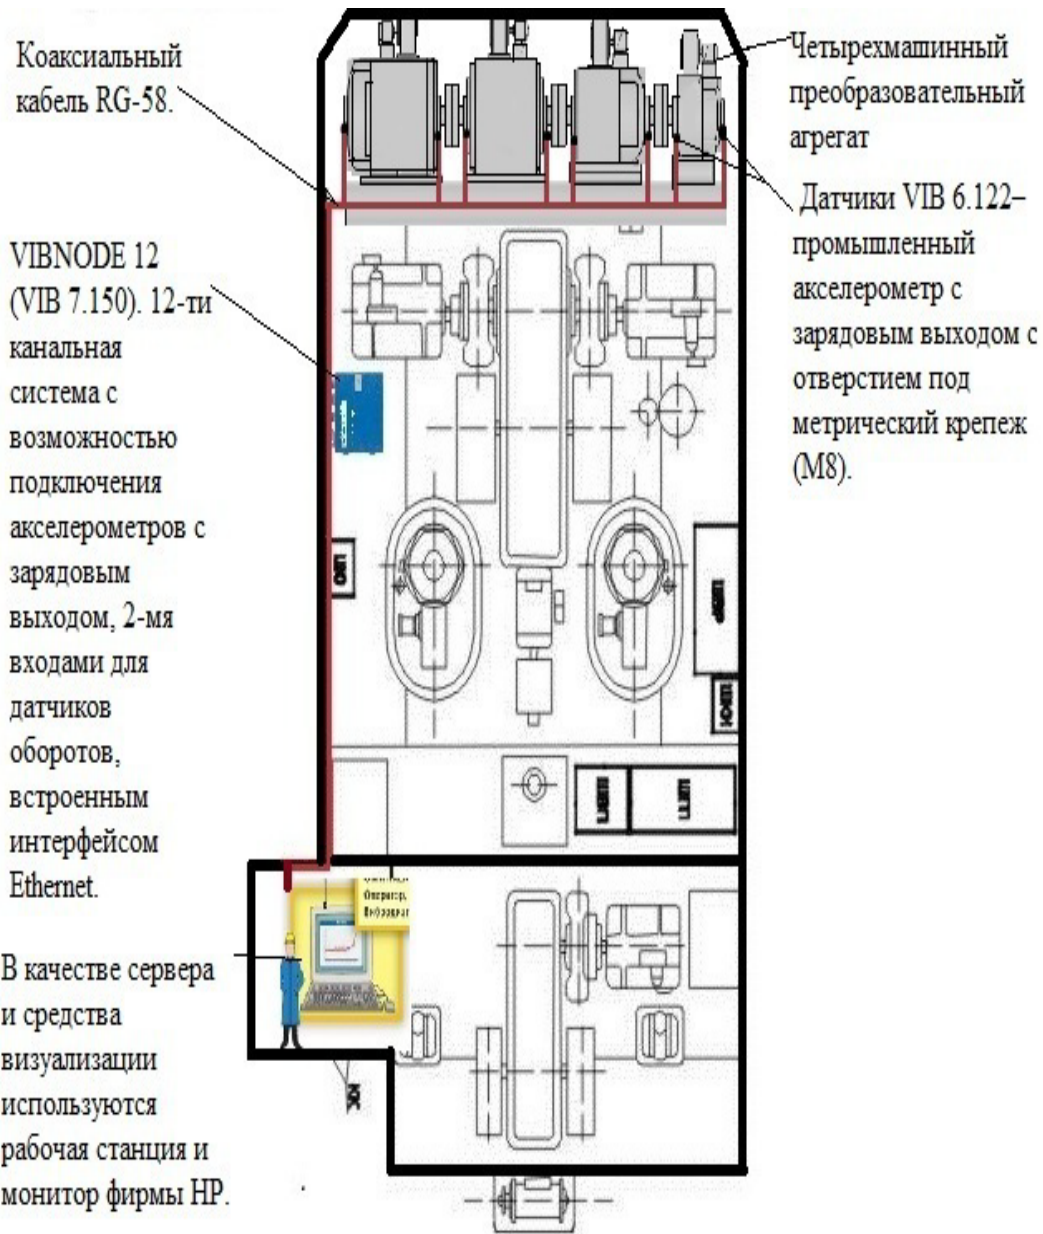 Коаксиальный
кабель RG-58.
Четырехмашинный
преобразовательный
агрегат
Датчики VIB 6.122–
промышленный
акселерометр с
зарядовым выходом с
отверстием под
метрический крепеж
(М8).
VIBNODE 12
(VIB 7.150). 12-ти
канальная
система с
возможностью
подключения
акселерометров с
зарядовым
выходом, 2-мя
входами для
датчиков
оборотов,
встроенным
интерфейсом
Ethernet.
Оператор,
В качестве сервера
и средства
визуализации
используются
рабочая станция и
монитор фирмы HP.